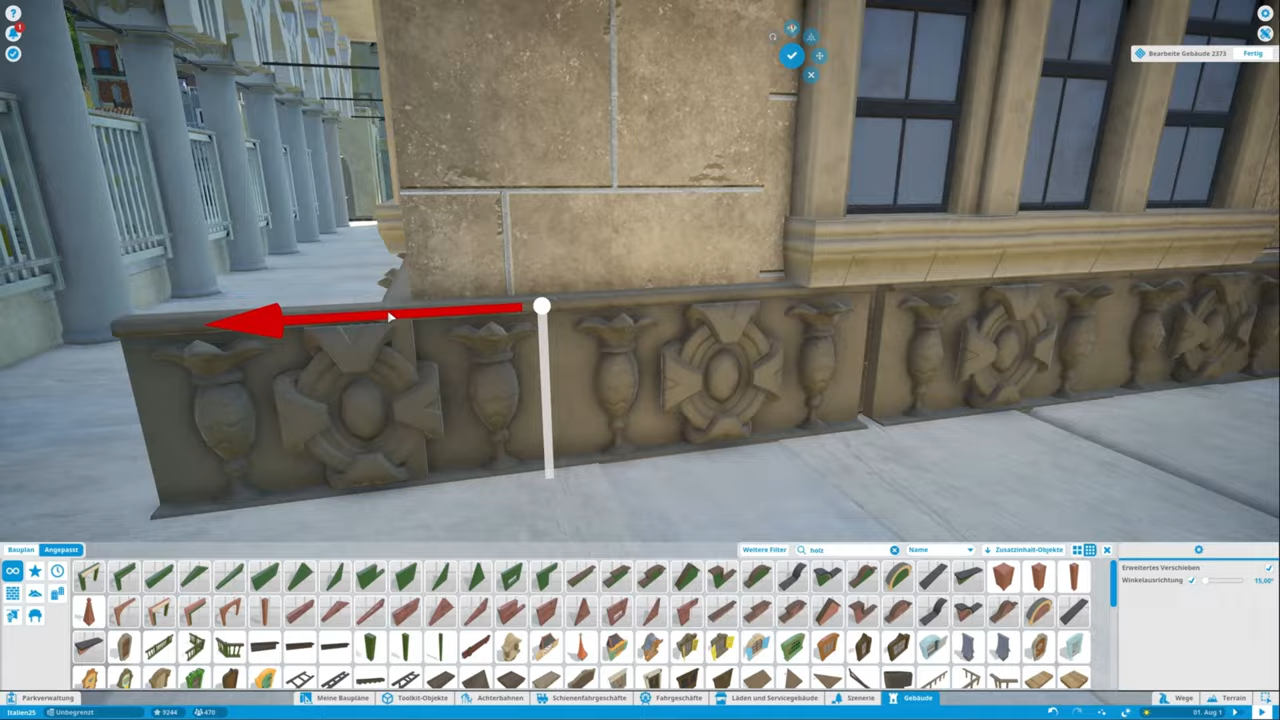 ?
1
Bearbeite Gebäude 2373
Fertig
Bauplan
Angepasst
Weitere Filter
holz
Name
Zusatzinhalt-Objekte
Erweitertes Verschieben
Winkelausrichtung
15,00°
Parkverwaltung
Meine Baupläne
Toolkit-Objekte
Achterbahnen
Schienenfahrgeschäfte
Fahrgeschäfte
Läden und Servicegebäude
Szenerie
Gebäude
Wege
Terrain
Italien25
Unbegrenzt
9244
470
01. Aug 1